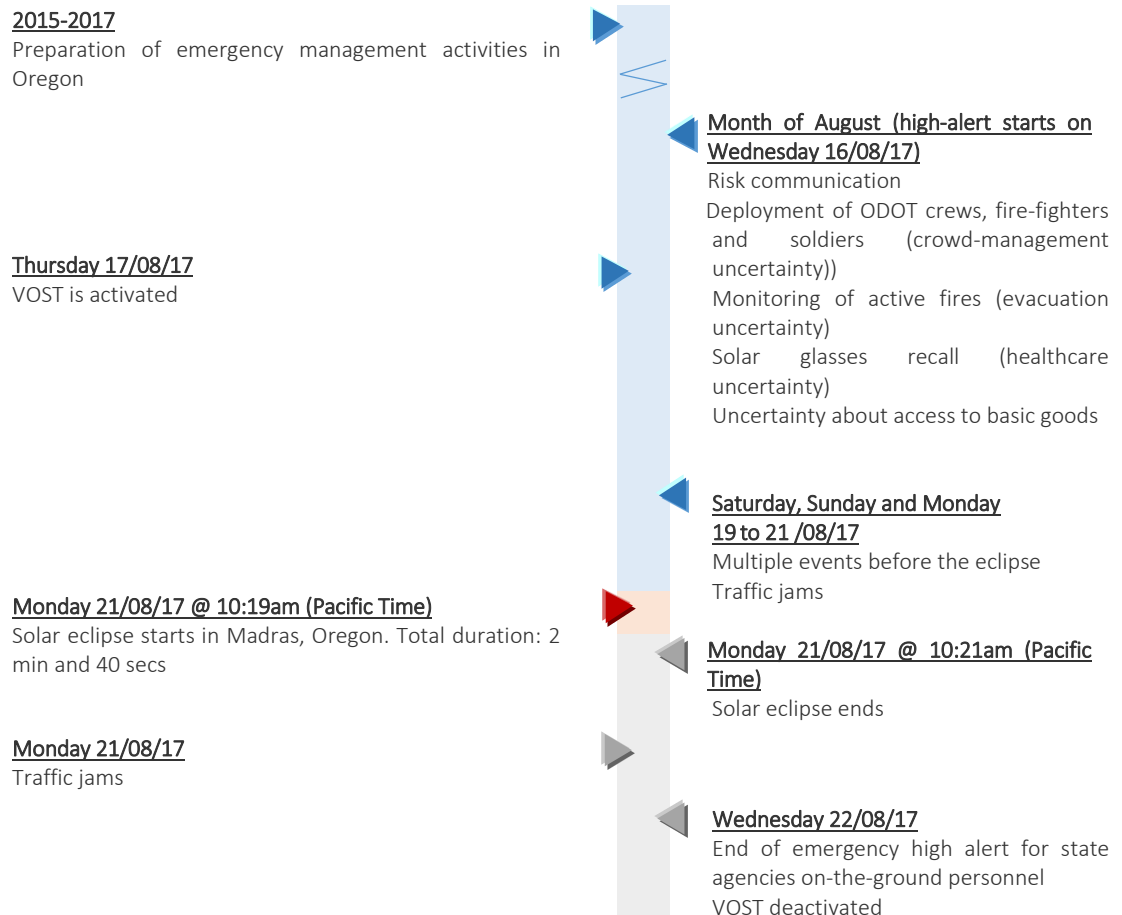 2015-2017
Preparation of emergency management activities in
Oregon
Month of August (high-alert starts on
Wednesday 16/08/17)
Risk communication
Deployment of ODOT crews, fire-fighters
and soldiers (crowd-management
uncertainty))
Monitoring of active fires (evacuation
uncertainty)
Solar glasses recall (healthcare
uncertainty)
Uncertainty about access to basic goods
Thursday 17/08/17
VOST is activated
Saturday, Sunday and Monday
19 to 21 /08/17
Multiple events before the eclipse
Traffic jams
Monday 21/08/17 @ 10:19am (Pacific Time)
Solar eclipse starts in Madras, Oregon. Total duration: 2
min and 40 secs
Monday 21/08/17 @ 10:21am (Pacific
Time)
Solar eclipse ends
Monday 21/08/17
Traffic jams
Wednesday 22/08/17
End of emergency high alert for state
agencies on-the-ground personnel
VOST deactivated